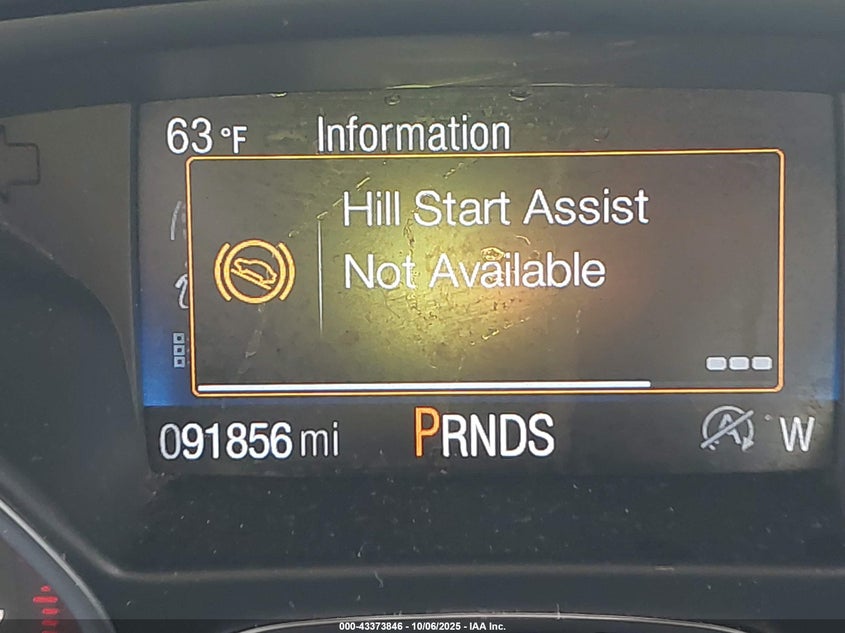 63 °F Information
Hill Start Assist
Not Available
091856 mi PRNDS A W
000-43373846 - 10/06/2025 - IAA Inc.